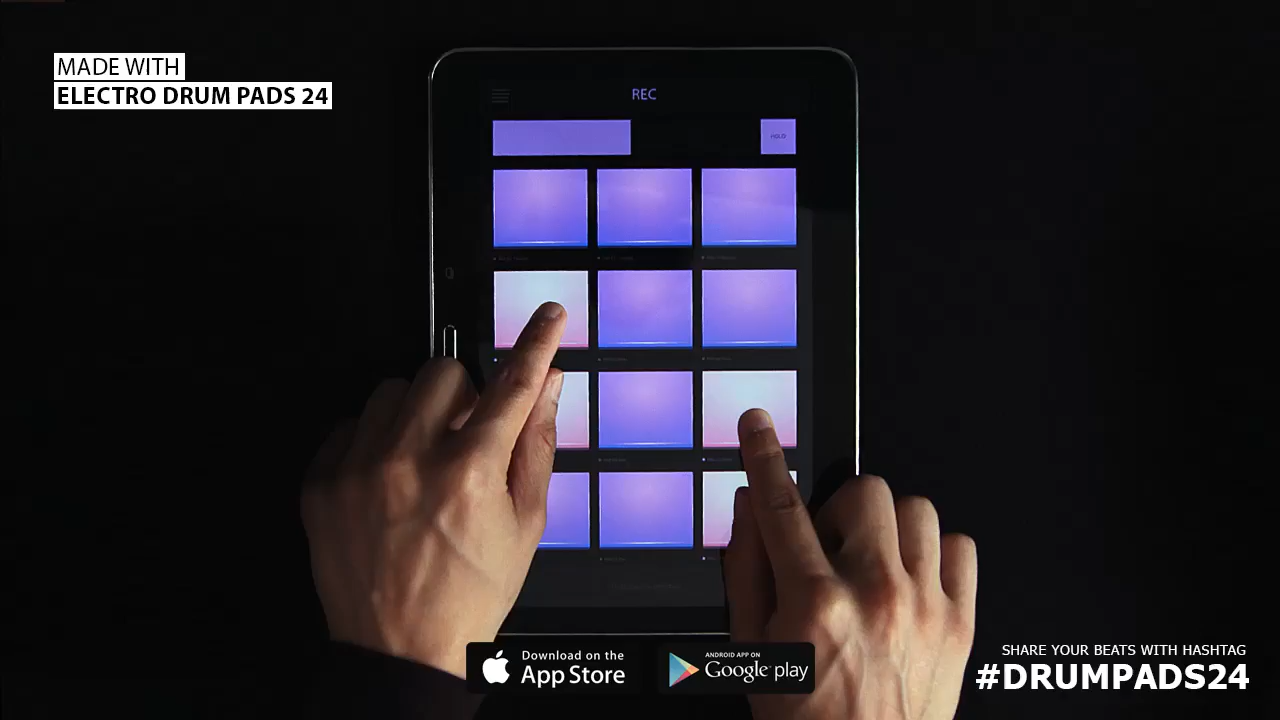 MADE WITH
ELECTRO DRUM PADS 24
REC
HOLD
Download on the
App Store
ANDROID APP ON
Google play
SHARE YOUR BEATS WITH HASHTAG
#DRUMPADS24